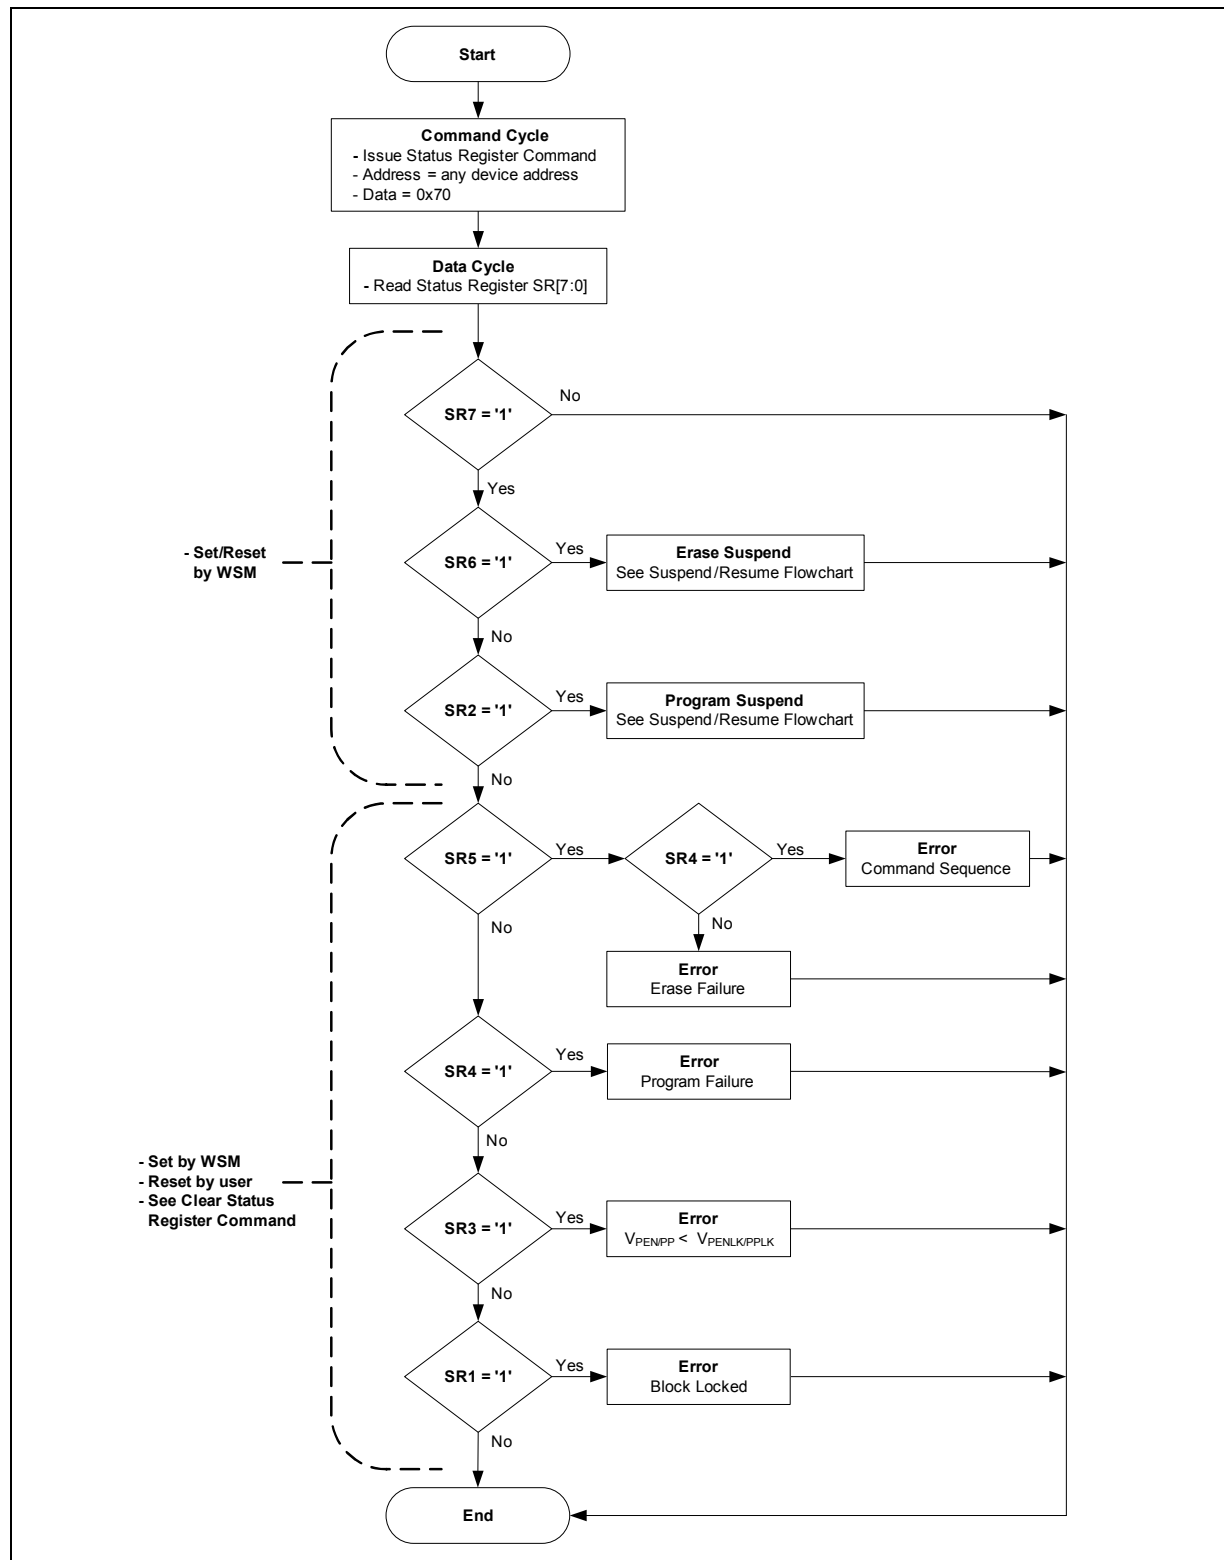 Start
Command Cycle
- Issue Status Register Command
- Address = any device address
- Data = 0x70
Data Cycle
- Read Status Register SR[7:0]
SR7 = '1'
No
Yes
- Set/Reset
by WSM
SR6 = '1'
Yes
Erase Suspend
See Suspend/Resume Flowchart
No
SR2 = '1'
Yes
Program Suspend
See Suspend/Resume Flowchart
No
SR5 = '1'
Yes
SR4 = '1'
Yes
Error
Command Sequence
No
No
Error
Erase Failure
SR4 = '1'
Yes
Error
Program Failure
No
- Set by WSM
- Reset by user
- See Clear Status
Register Command
SR3 = '1'
Yes
Error
VPEN/PP < VPENLK/PPLK
No
SR1 = '1'
Yes
Error
Block Locked
No
End